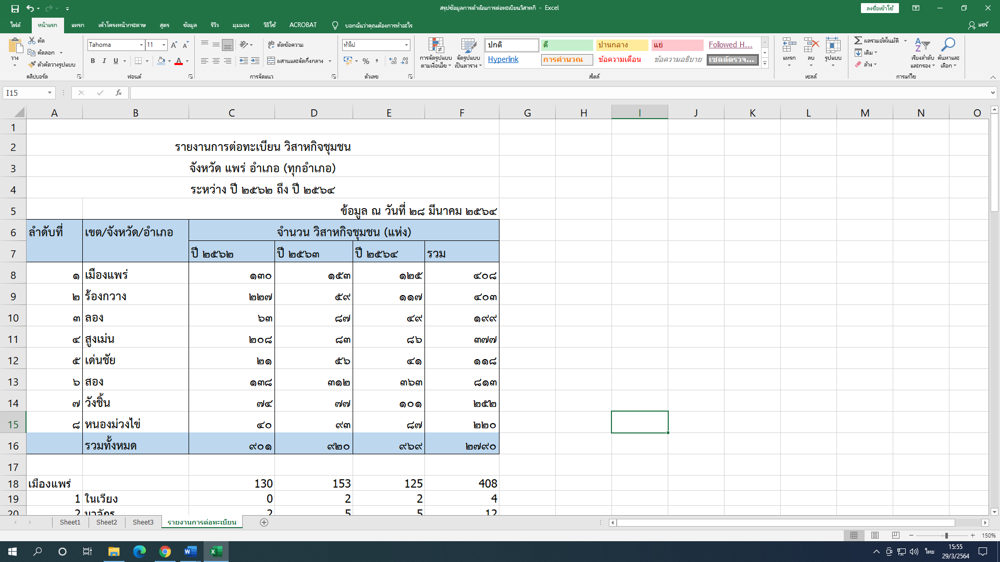 สรุปข้อมูลการดำเนินการต่อทะเบียนวิสาหกิ - Excel
ลงชื่อเข้าใช้
ไฟล์ หน้าแรก แทรก เค้าโครงหน้ากระดาษ สูตร ข้อมูล รีวิว มุมมอง วิธีใช้ ACROBAT บอกฉันว่าคุณต้องการทำอะไร แชร์
วาง
ตัด
คัดลอก
ตัวคัดวางรูปแบบ
คลิปบอร์ด
Tahoma 11
B I U
ฟอนต์
ตัดข้อความ
ผสานและจัดกึ่งกลาง
การจัดแนว
ทั่วไป
ตัวเลข
การจัดรูปแบบ
ตามเงื่อนไข
จัดรูปแบบ
เป็นตาราง
ปกติ ดี ปานกลาง แย่ Followed H...
Hyperlink การคำนวณ ข้อความเตือน ข้อความอธิบาย เซลล์ตรวจ...
สไตล์
แทรก ลบ รูปแบบ
เซลล์
ผลรวมอัตโนมัติ
เติม
ล้าง
เรียงลำดับ
และกรอง
ค้นหาและ
เลือก
การแก้ไข
I15 fx
A B C D E F G H I J K L M N O
1
2 รายงานการต่อทะเบียน วิสาหกิจชุมชน
3 จังหวัด แพร่ อำเภอ (ทุกอำเภอ)
4 ระหว่าง ปี ๒๕๖๒ ถึง ปี ๒๕๖๔
5 ข้อมูล ณ วันที่ ๒๘ มีนาคม ๒๕๖๔
6 ลำดับที่ เขต/จังหวัด/อำเภอ จำนวน วิสาหกิจชุมชน (แห่ง)
7 ปี ๒๕๖๒ ปี ๒๕๖๓ ปี ๒๕๖๔ รวม
8 ๑ เมืองแพร่ ๑๓๐ ๑๕๓ ๑๒๕ ๔๐๘
9 ๒ ร้องกวาง ๒๒๗ ๕๙ ๑๑๗ ๔๐๓
10 ๓ ลอง ๖๓ ๘๗ ๔๙ ๑๙๙
11 ๔ สูงเม่น ๒๐๘ ๘๓ ๘๖ ๓๗๗
12 ๕ เด่นชัย ๒๑ ๕๖ ๔๑ ๑๑๘
13 ๖ สอง ๑๓๘ ๓๑๒ ๓๖๓ ๘๑๓
14 ๗ วังชิ้น ๗๔ ๗๗ ๑๐๑ ๒๕๒
15 ๘ หนองม่วงไข่ ๔๐ ๙๓ ๘๗ ๒๒๐
16 รวมทั้งหมด ๙๐๑ ๙๒๐ ๙๖๙ ๒๗๙๐
17
18 เมืองแพร่ 130 153 125 408
19 1 ในเวียง 0 2 2 4
20 2 นาจักร 2 5 5 12
Sheet1 Sheet2 Sheet3 รายงานการต่อทะเบียน
150%
ไทย
15:55
29/3/2564